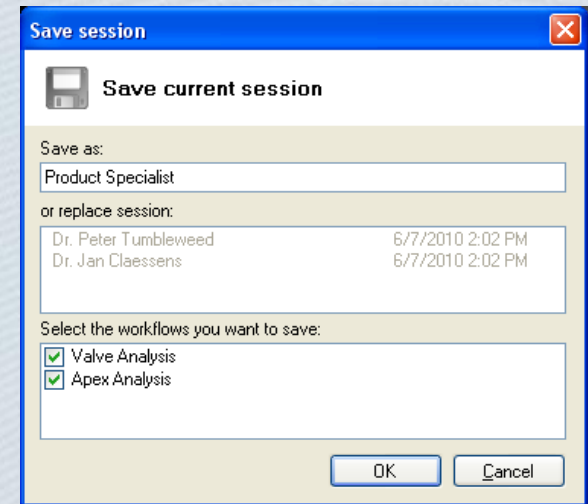 Save session
Save current session
Save as:
Product Specialist
or replace session:
Dr. Peter Tumbleweed 6/7/2010 2:02 PM
Dr. Jan Claessens 6/7/2010 2:02 PM
Select the workflows you want to save:
Valve Analysis
Apex Analysis
OK Cancel